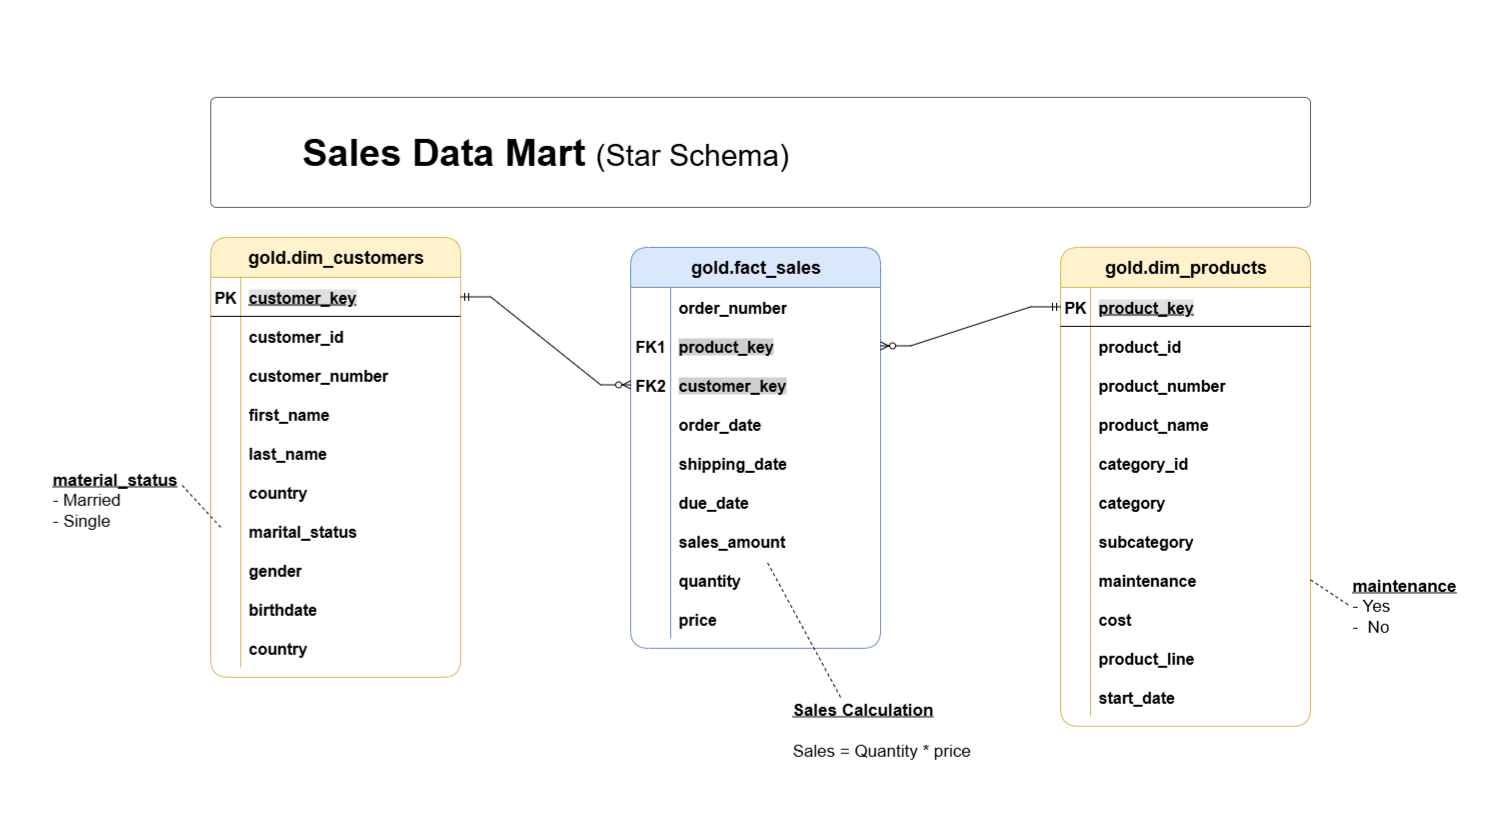 Sales Data Mart (Star Schema)
gold.dim_customers
PK customer_key
customer_id
customer_number
first_name
last_name
country
marital_status
gender
birthdate
country
material_status
- Married
- Single
gold.fact_sales
order_number
FK1 product_key
FK2 customer_key
order_date
shipping_date
due_date
sales_amount
quantity
price
Sales Calculation
Sales = Quantity * price
gold.dim_products
PK product_key
product_id
product_number
product_name
category_id
category
subcategory
maintenance
cost
product_line
start_date
maintenance
- Yes
- No